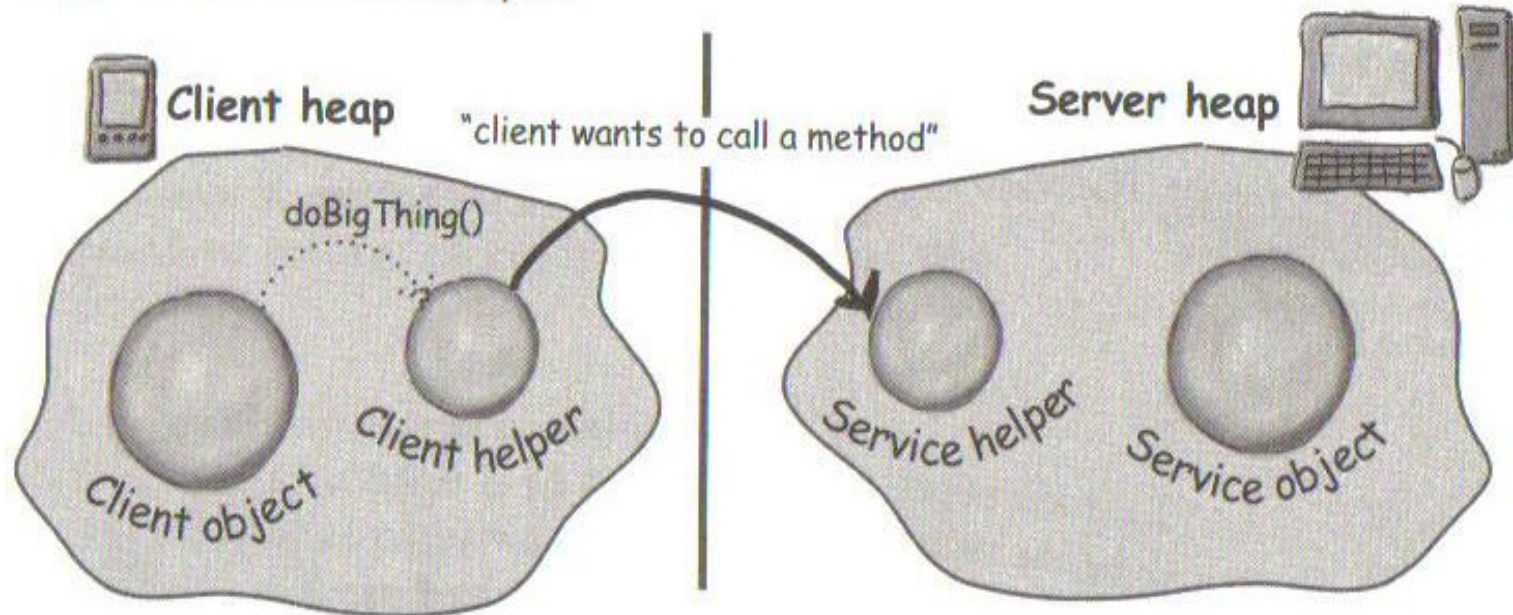 Client heap
Server heap
"client wants to call a method"
doBigThing()
Client object
Client helper
Service helper
Service object